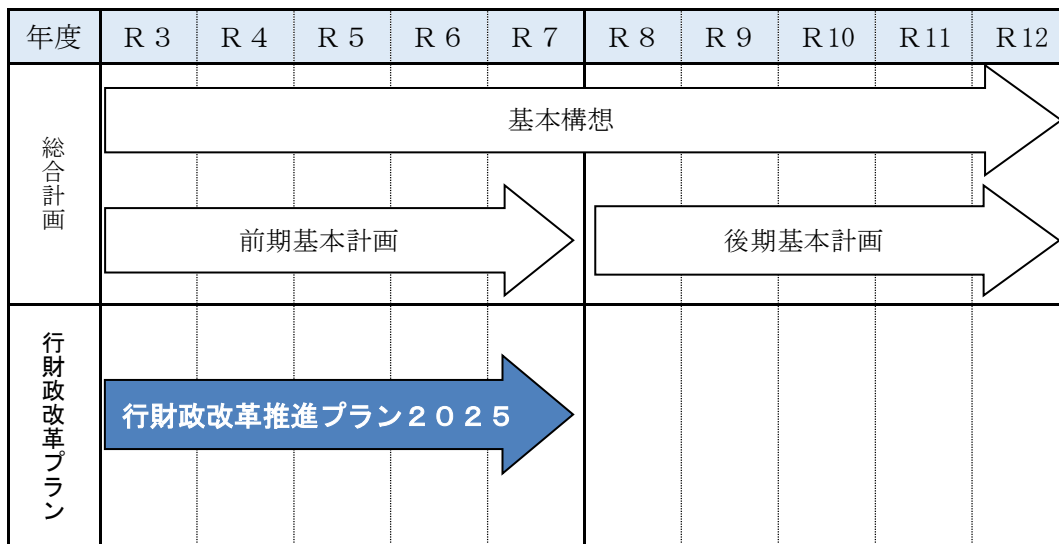 年度 Ｒ３ Ｒ４ Ｒ５ Ｒ６ Ｒ７ Ｒ８ Ｒ９ Ｒ10 Ｒ11 Ｒ12
総合計画
基本構想
前期基本計画 後期基本計画
行財政改革プラン
行財政改革推進プラン２０２５